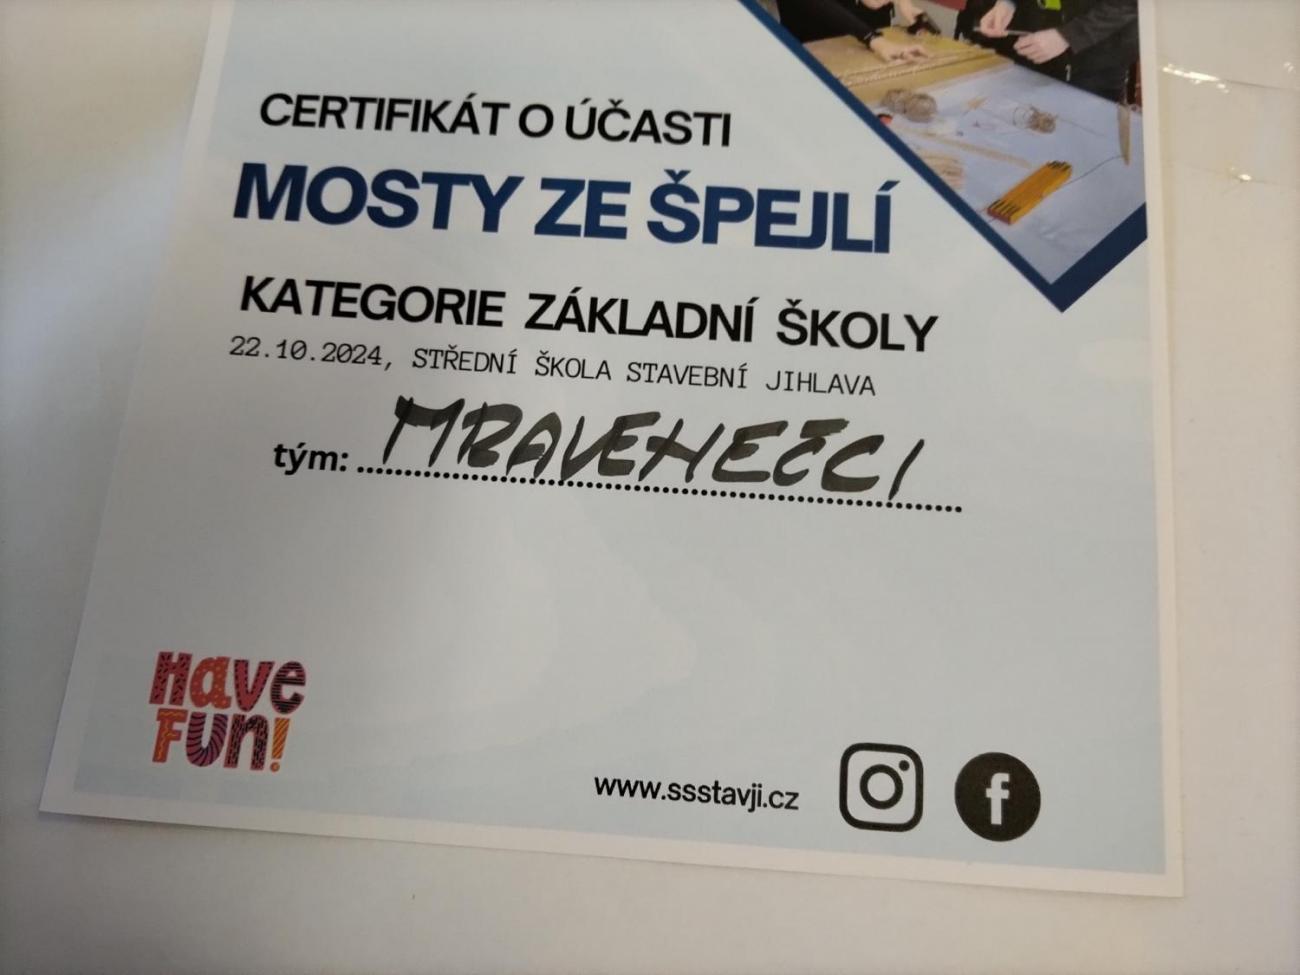 CERTIFIKÁT O ÚČASTI
MOSTY ZE ŠPEJLÍ
KATEGORIE ZÁKLADNÍ ŠKOLY
22.10.2024, STŘEDNÍ ŠKOLA STAVEBNÍ JIHLAVA
tým: MRAVEHEČCI
Have
Fun!
www.ssstavji.cz